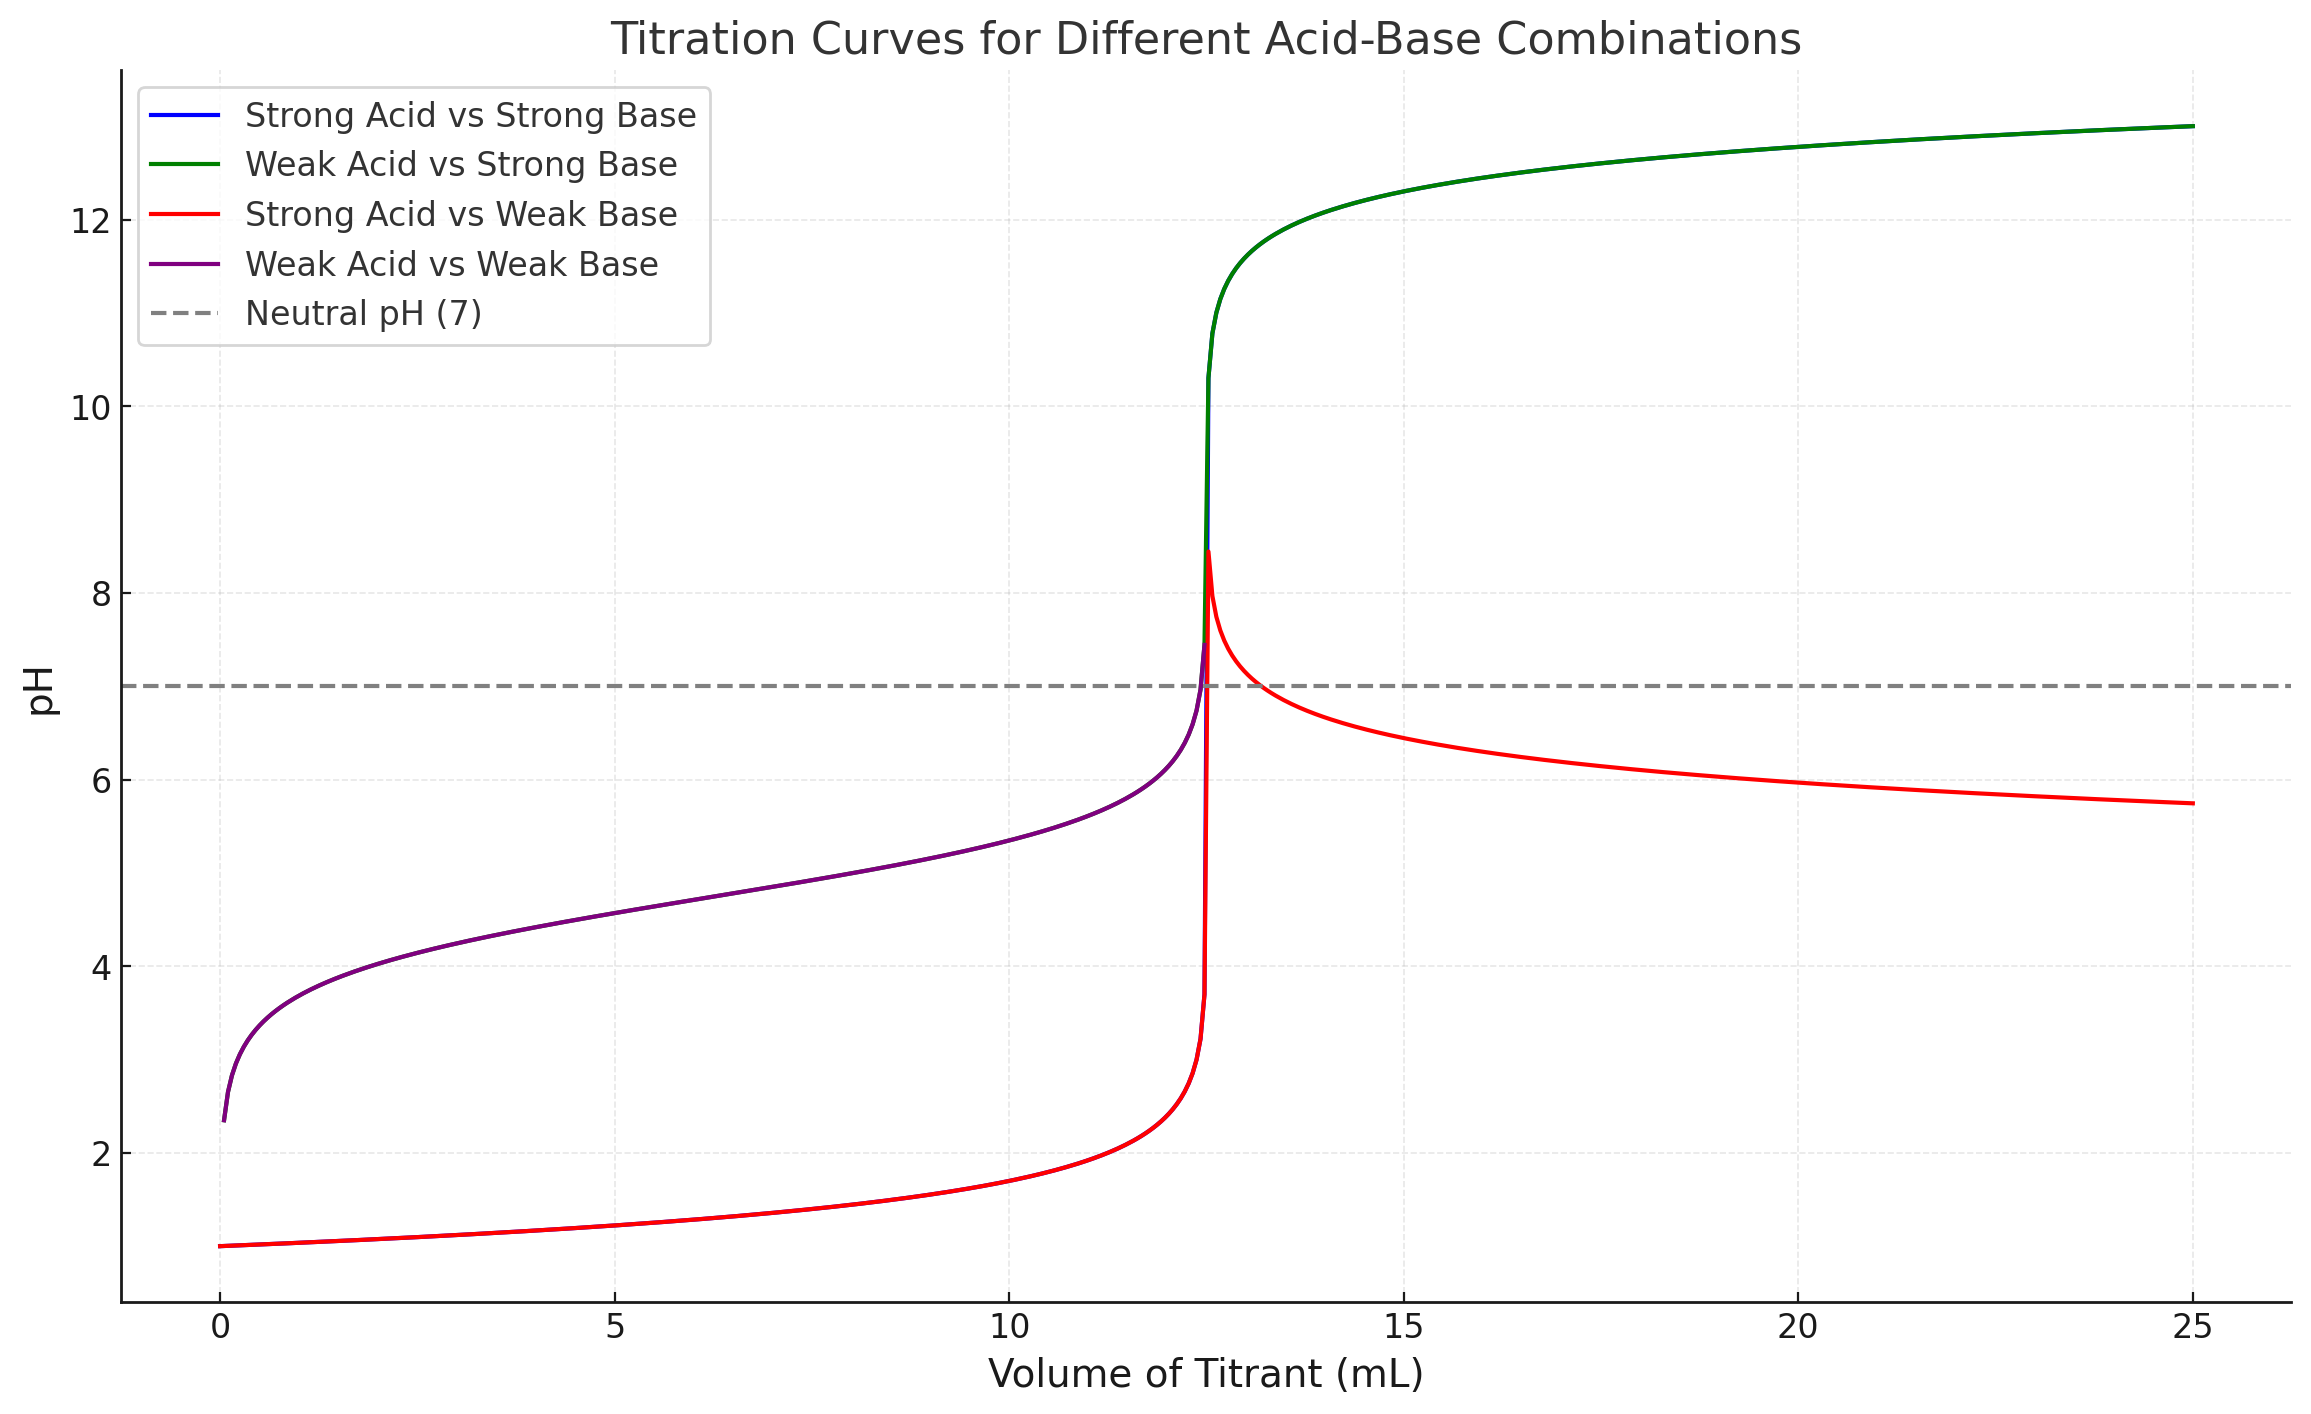 Titration Curves for Different Acid-Base Combinations
Strong Acid vs Strong Base
Weak Acid vs Strong Base
Strong Acid vs Weak Base
Weak Acid vs Weak Base
Neutral pH (7)
12
10
8
6
4
2
pH
0
5
10
15
20
25
Volume of Titrant (mL)